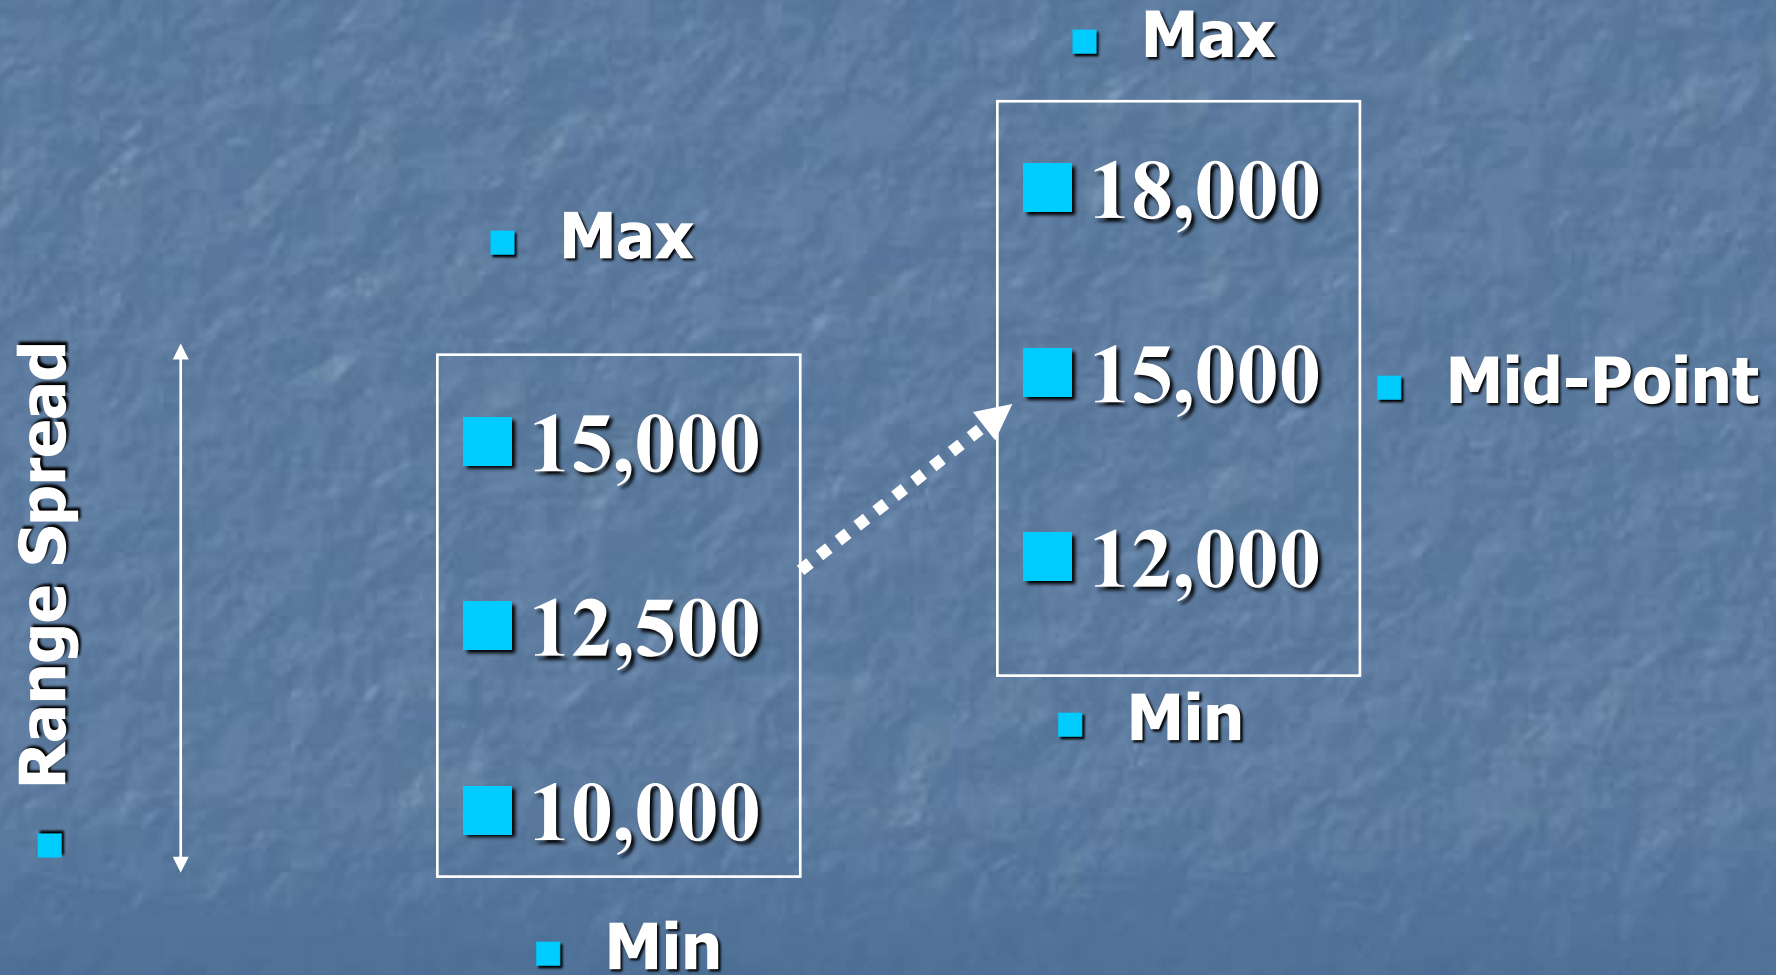 Max
18,000
Max
15,000
Mid-Point
Range Spread
15,000
12,000
12,500
Min
10,000
Min